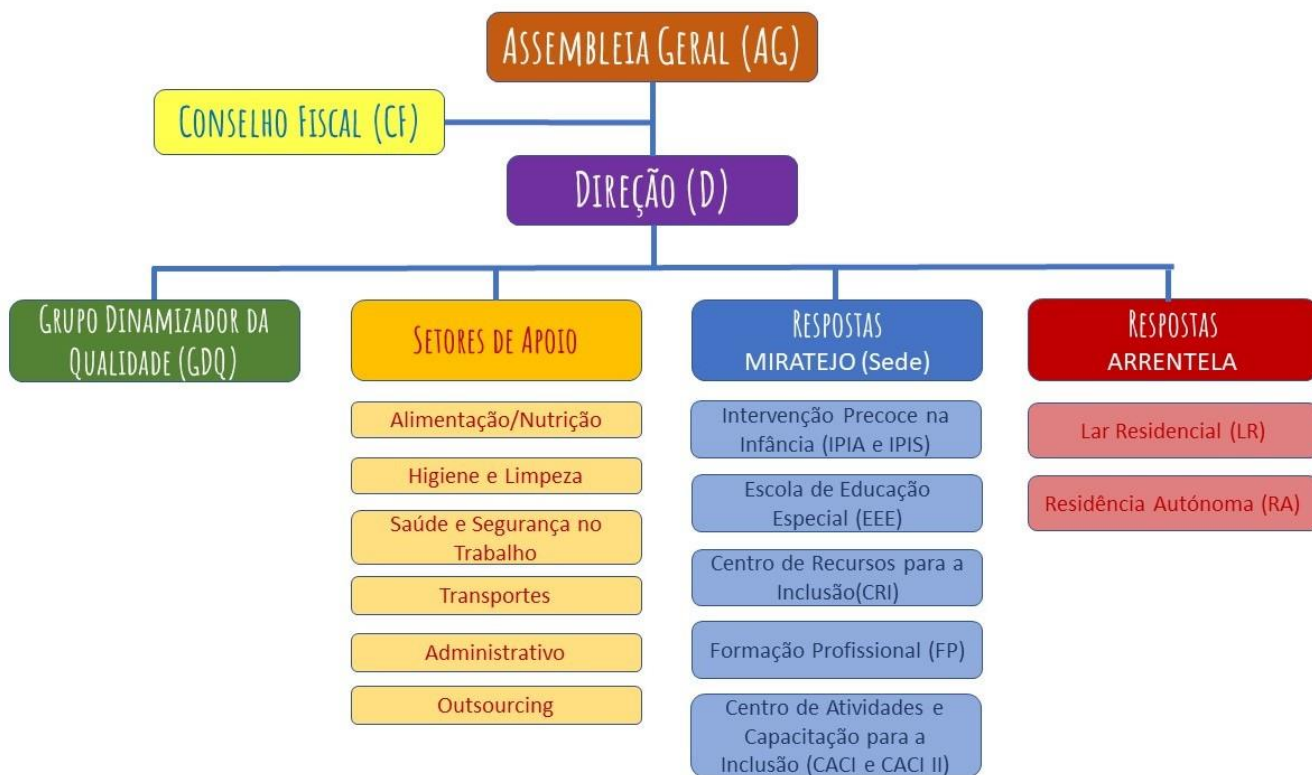 ASSEMBLEIA GERAL (AG)
CONSELHO FISCAL (CF)
DIREÇÃO (D)
GRUPO DINAMIZADOR DA
QUALIDADE (GDQ)
SETORES DE APOIO
Alimentação/Nutrição
Higiene e Limpeza
Saúde e Segurança no
Trabalho
Transportes
Administrativo
Outsourcing
RESPOSTAS
MIRATEJO (Sede)
Intervenção Precoce na
Infância (IPIA e IPIS)
Escola de Educação
Especial (EEE)
Centro de Recursos para a
Inclusão(CRI)
Formação Profissional (FP)
Centro de Atividades e
Capacitação para a
Inclusão (CACI e CACI II)
RESPOSTAS
ARRENTELA
Lar Residencial (LR)
Residência Autónoma (RA)